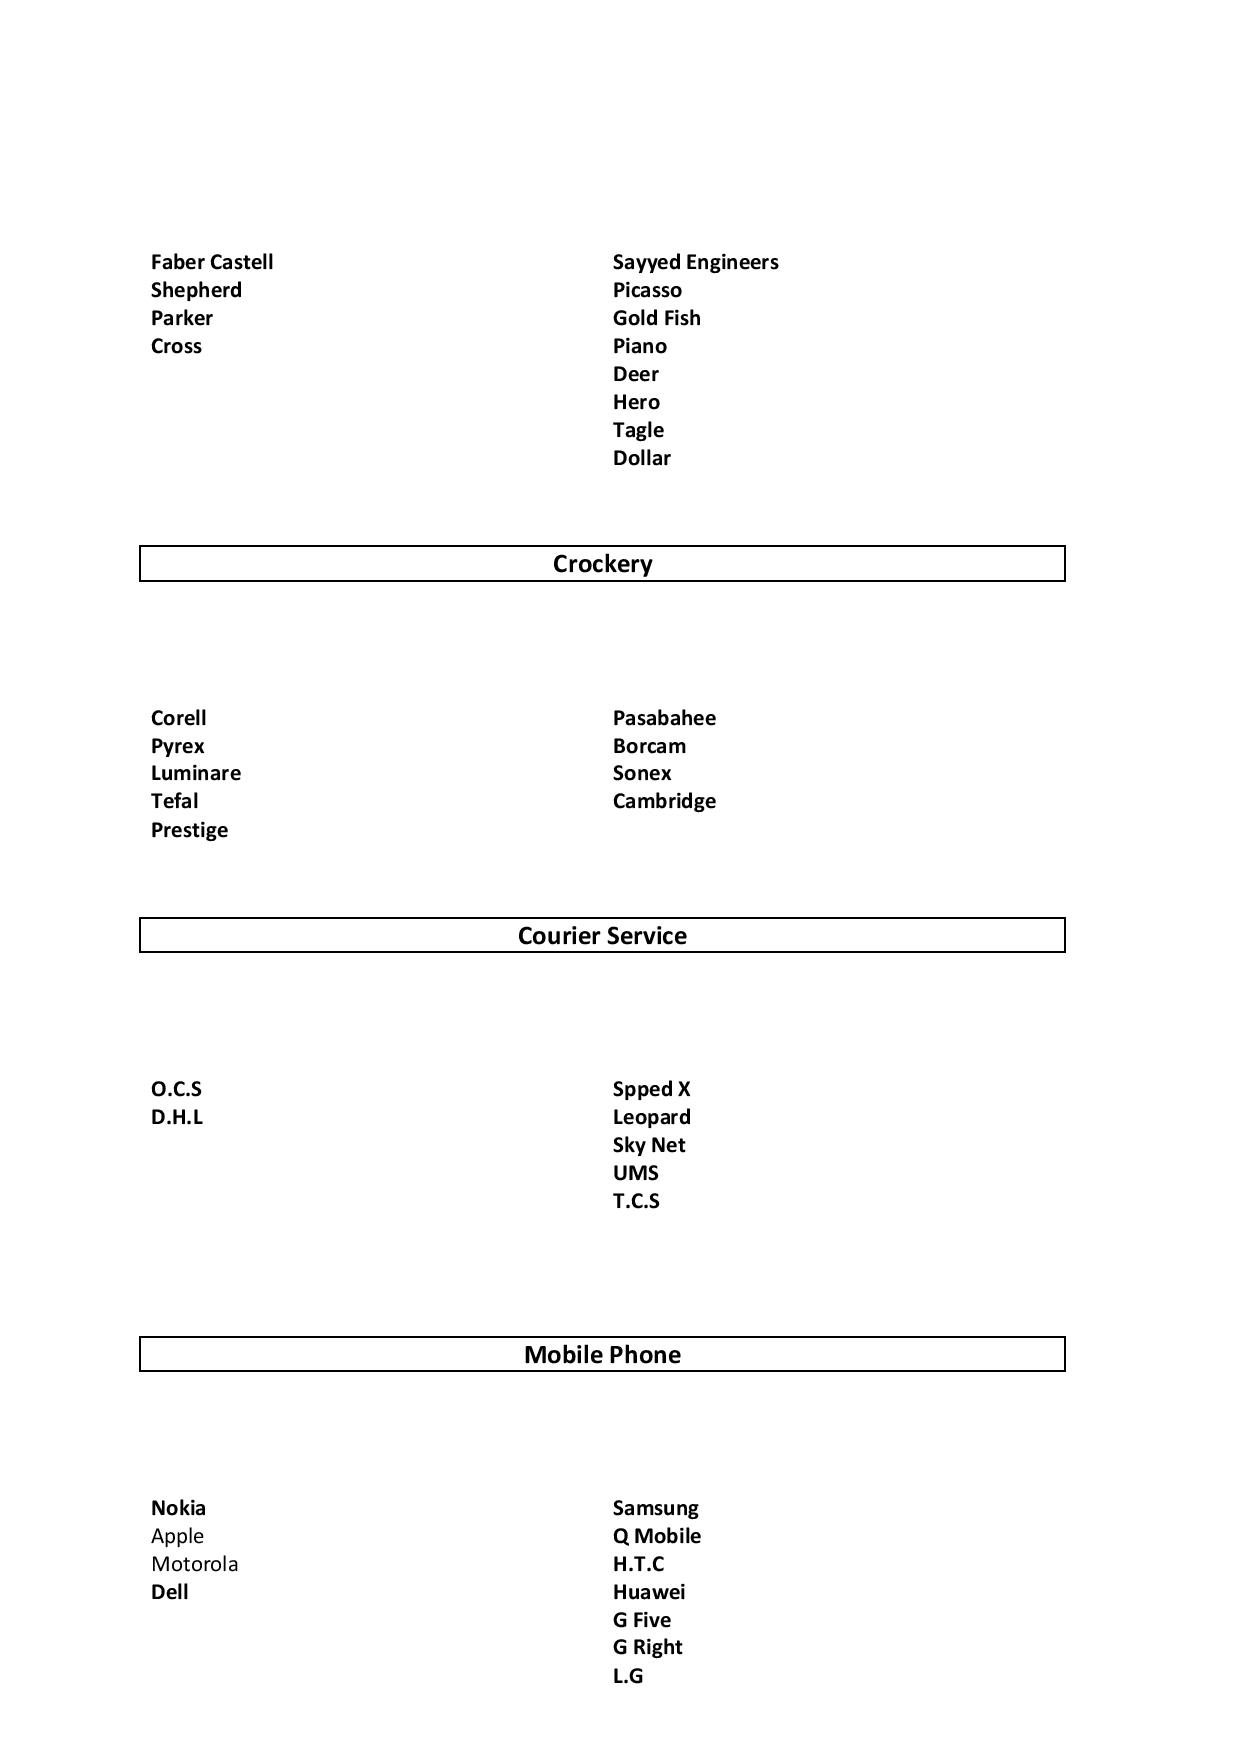 Faber Castell
Shepherd
Parker
Cross
Sayyed Engineers
Picasso
Gold Fish
Piano
Deer
Hero
Tagle
Dollar
Crockery
Corell
Pyrex
Luminare
Tefal
Prestige
Pasabahee
Borcam
Sonex
Cambridge
Courier Service
O.C.S
D.H.L
Spped X
Leopard
Sky Net
UMS
T.C.S
Mobile Phone
Nokia
Apple
Motorola
Dell
Samsung
Q Mobile
H.T.C
Huawei
G Five
G Right
L.G